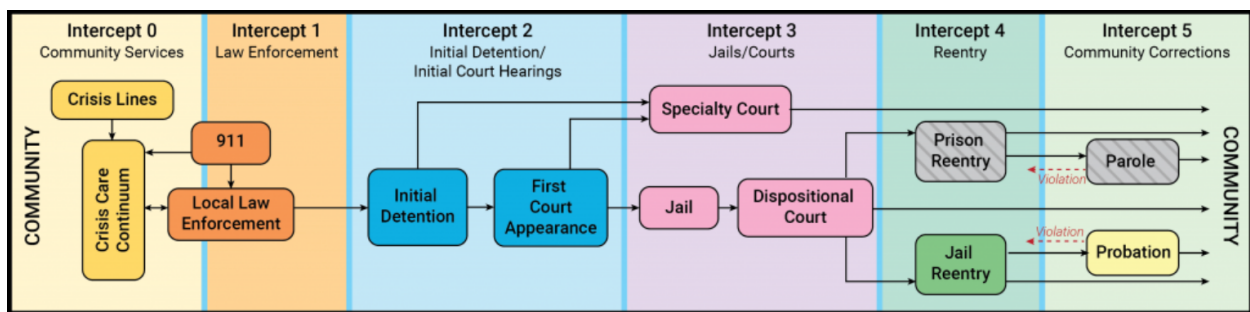 Intercept 0
Community Services
Intercept 1
Law Enforcement
Intercept 2
Initial Detention/
Initial Court Hearings
Intercept 3
Jails/Courts
Intercept 4
Reentry
Intercept 5
Community Corrections
COMMUNITY
Crisis Lines
Crisis Care
Continuum
911
Local Law
Enforcement
Initial
Detention
First
Court
Appearance
Specialty Court
Jail
Dispositional
Court
Prison
Reentry
Violation
Parole
Jail
Reentry
Violation
Probation
COMMUNITY